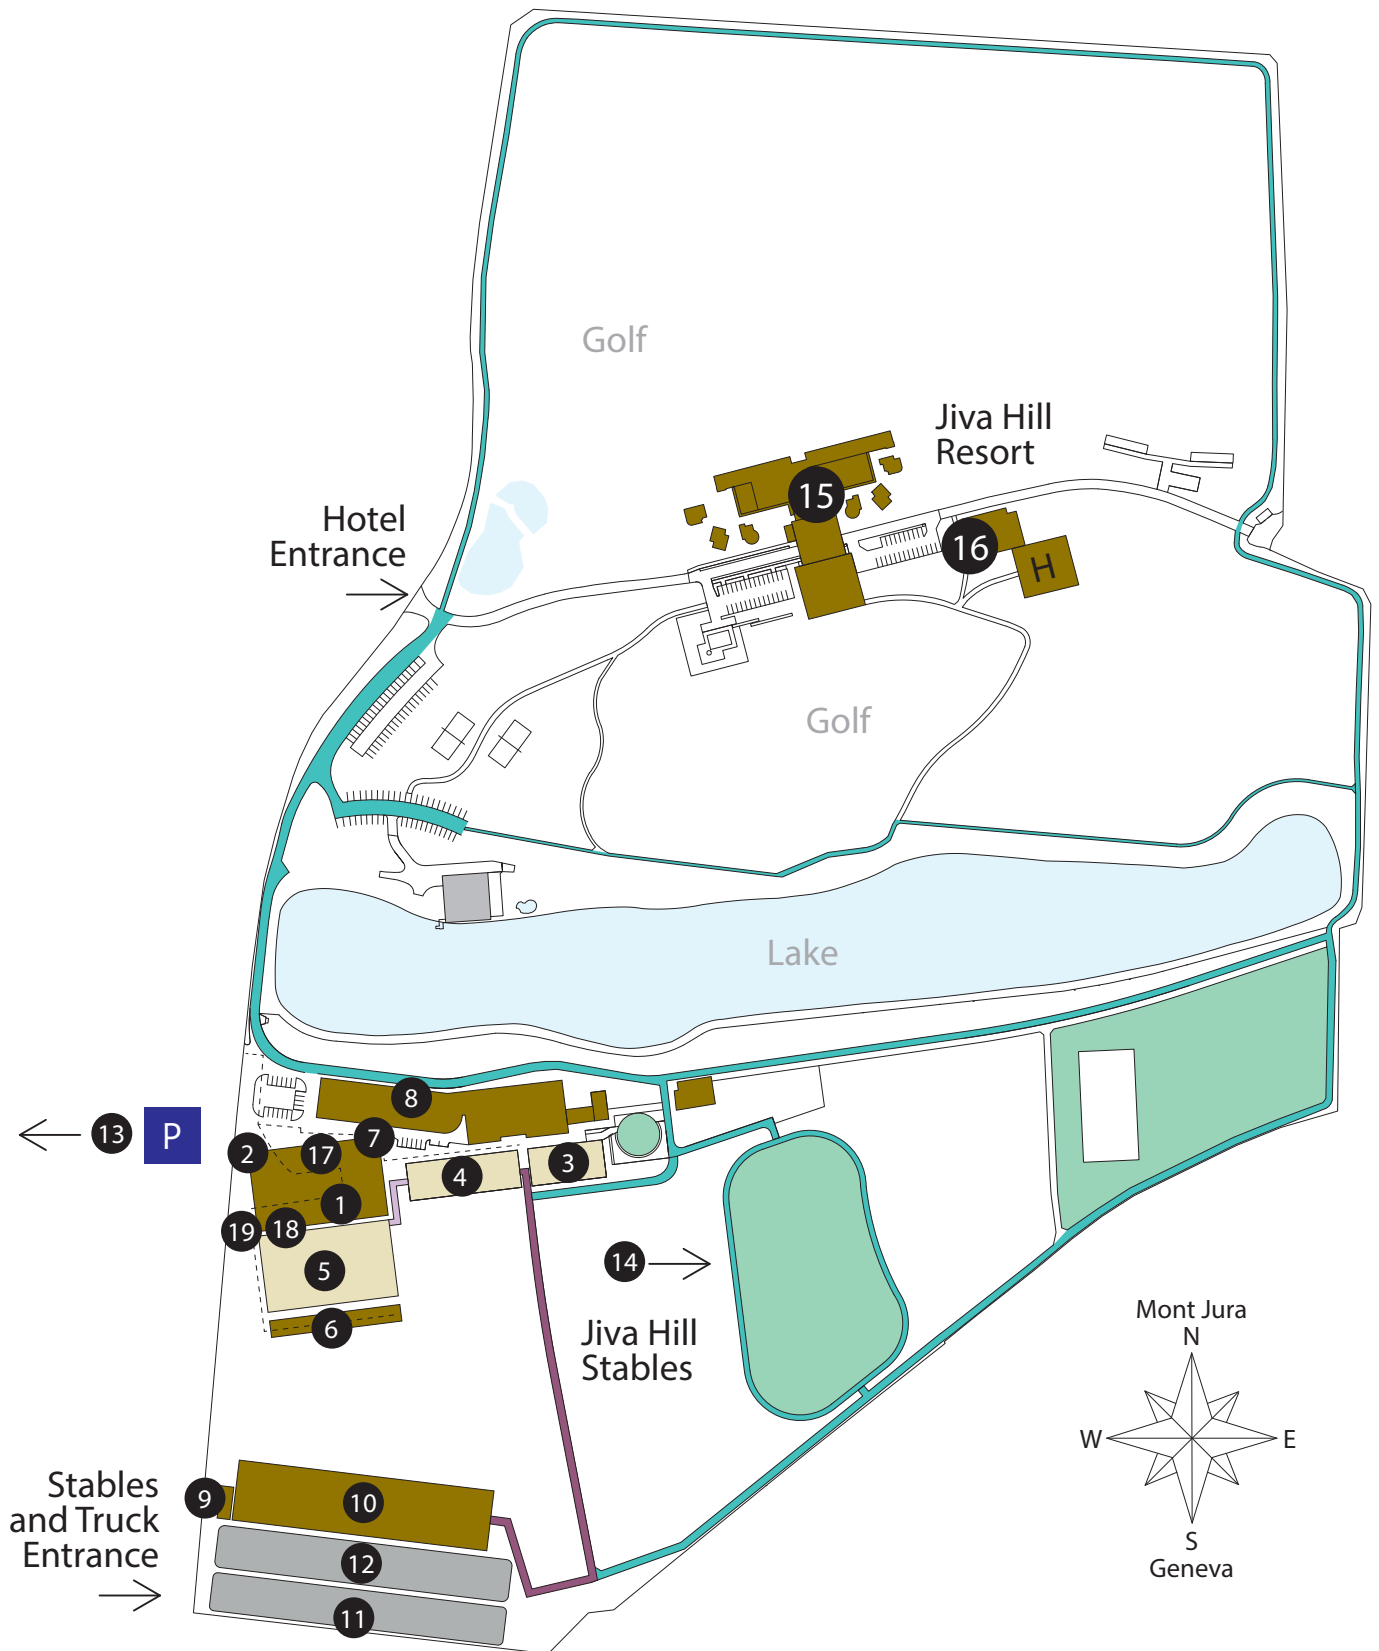 Golf
Jiva Hill
Resort
15
Hotel
Entrance
16
H
Golf
Lake
8
13
P
7
2
17
3
4
1
19
18
14
5
6
Jiva Hill
Stables
Mont Jura
N
W
E
S
Geneva
Stables
and Truck
Entrance
9
10
12
11